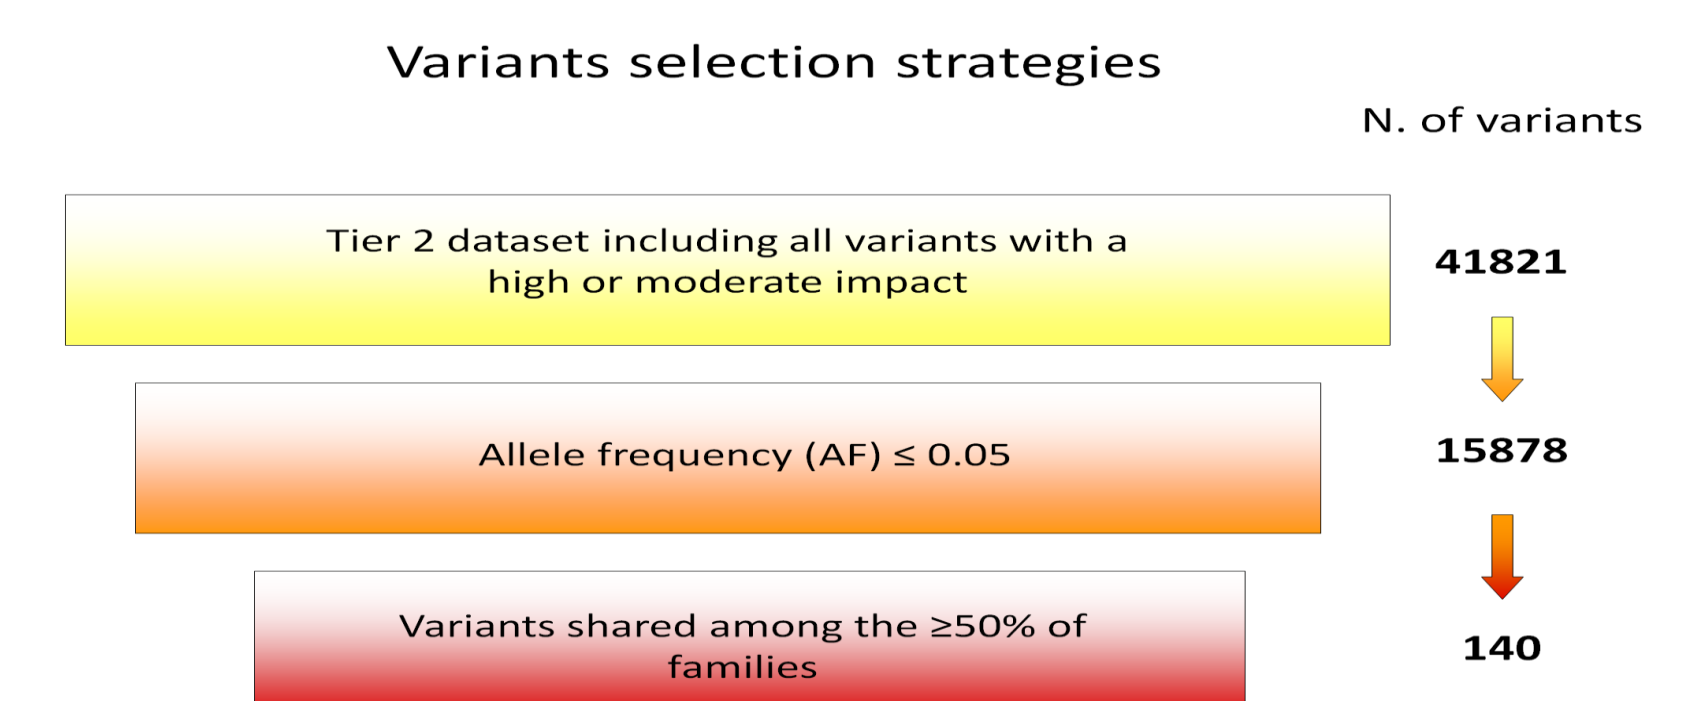 Variants selection strategies
N. of variants
Tier 2 dataset including all variants with a
high or moderate impact
41821
Allele frequency (AF) ≤ 0.05
15878
Variants shared among the ≥50% of
families
140